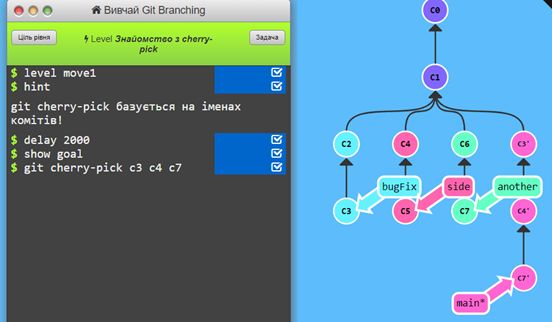 Вивчай Git Branching
Ціль рівня
Level Знайомство з cherry-pick
Задача
$ level move1
$ hint
git cherry-pick базується на іменах
комітів!
$ delay 2000
$ show goal
$ git cherry-pick c3 c4 c7
C0
C1
C2
C4
C6
C3'
bugFix
side
another
C3
C5
C7
C4'
C7'
main*